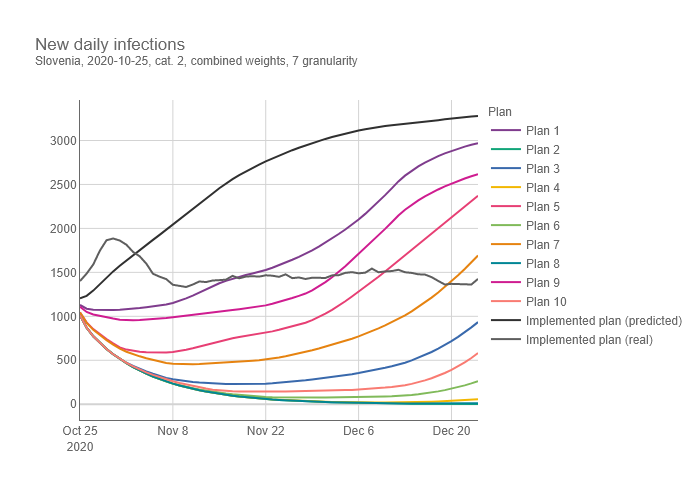 New daily infections
Slovenia, 2020-10-25, cat. 2, combined weights, 7 granularity
Plan
Plan 1
Plan 2
Plan 3
Plan 4
Plan 5
Plan 6
Plan 7
Plan 8
Plan 9
Plan 10
Implemented plan (predicted)
Implemented plan (real)
3000
2500
2000
1500
1000
500
0
Oct 25
2020
Nov 8
Nov 22
Dec 6
Dec 20